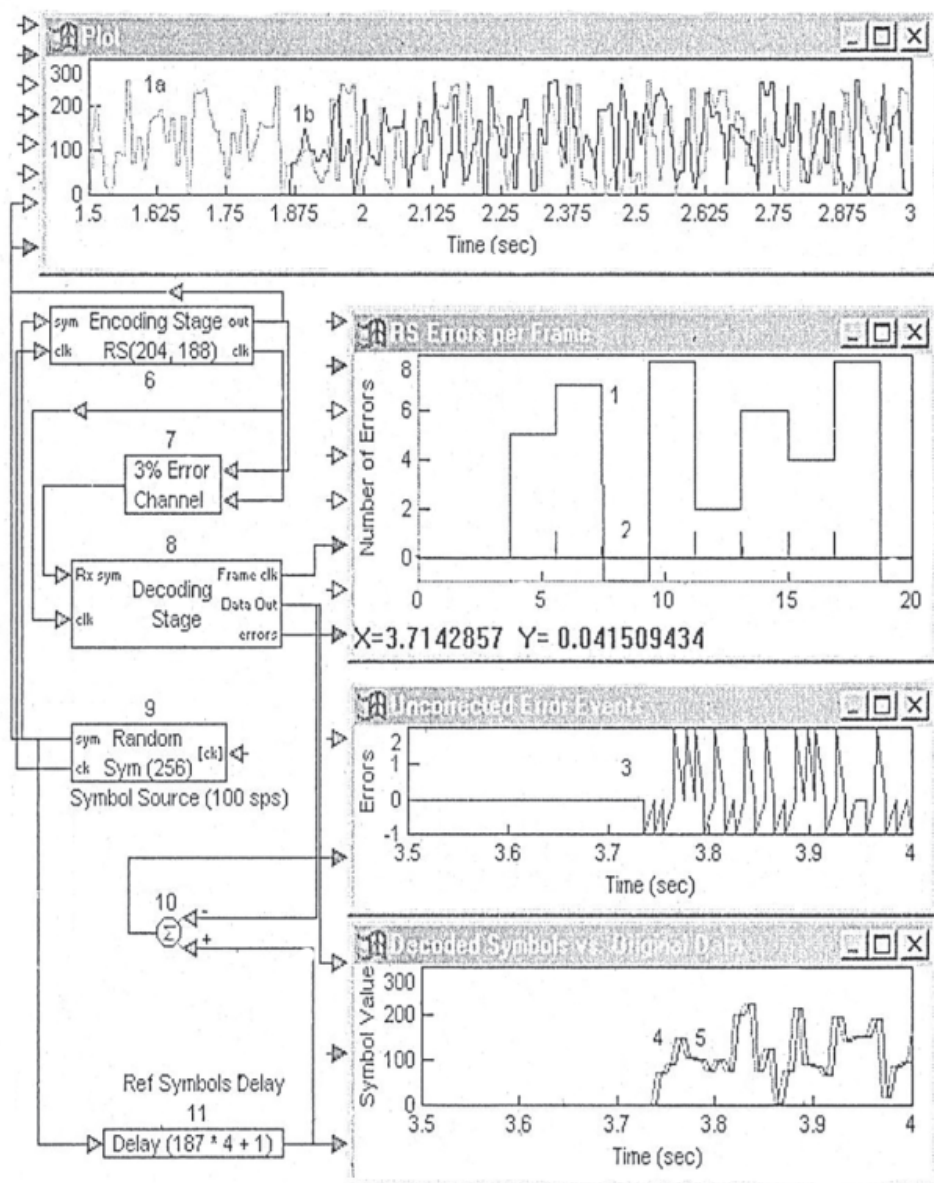 Plot
300
200
100
0
1a
1b
1.5 1.625 1.75 1.875 2 2.125 2.25 2.375 2.5 2.625 2.75 2.875 3
Time (sec)
sym Encoding Stage out
clk RS(204, 188) clk
6
7
3% Error
Channel
8
Rx sym Frame clk
Decoding Data Out
clk Stage
errors
9
sym Random [ck]
ck Sym (256)
Symbol Source (100 sps)
10
Σ
-
+
Ref Symbols Delay
11
Delay (187 * 4 + 1)
RS Errors per Frame
Number of Errors
8
6
4
2
0
1
2
0 5 10 15 20
X=3.7142857 Y= 0.041509434
Uncorrected Error Events
Errors
2
0
-1
3
3.5 3.6 3.7 3.8 3.9 4
Time (sec)
Decoded Symbols vs. Original Data
Symbol Value
300
200
100
0
4 5
3.5 3.6 3.7 3.8 3.9 4
Time (sec)